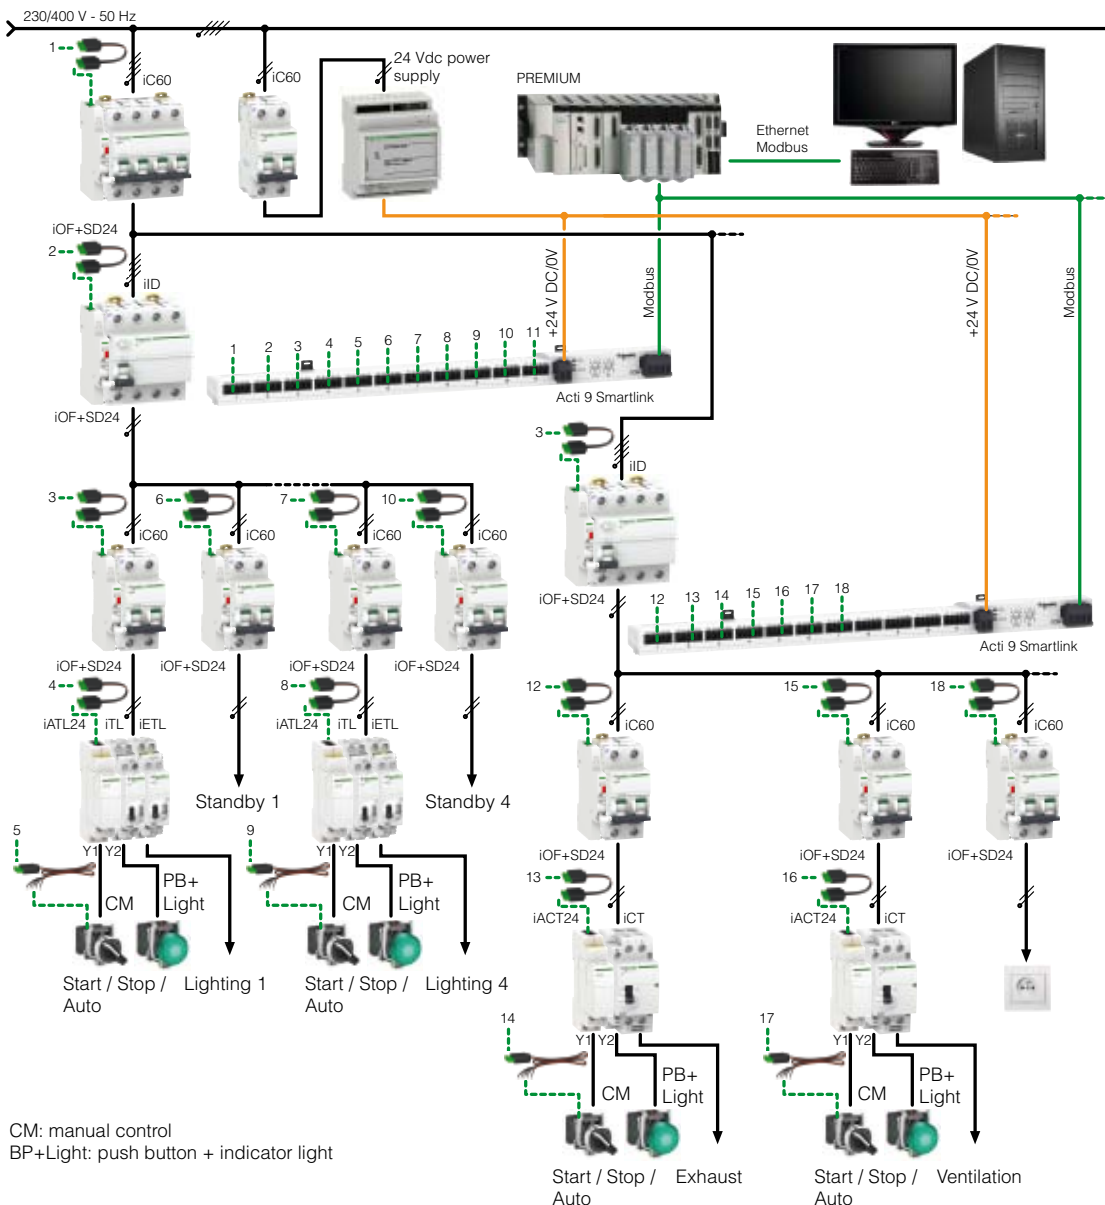 230/400 V - 50 Hz
1
iC60
iC60
24 Vdc power
supply
PREMIUM
Ethernet
Modbus
iOF+SD24
2
iID
+24 V DC/0V
Modbus
+24 V DC/0V
Modbus
1 2 3 4 5 6 7 8 9 10 11
Acti 9 Smartlink
iOF+SD24
3
iID
3
6
7
10
iC60
iC60
iC60
iC60
iOF+SD24
12 13 14 15 16 17 18
Acti 9 Smartlink
iOF+SD24
iOF+SD24
iOF+SD24
iOF+SD24
4
8
12
15
18
iATL24
iTL
iETL
iATL24
iTL
iETL
iC60
iC60
iC60
Standby 1
Standby 4
5
Y1
Y2
9
Y1
Y2
iOF+SD24
iOF+SD24
iOF+SD24
CM
PB+
Light
CM
PB+
Light
13
16
iACT24
iCT
iACT24
iCT
Start / Stop /
Auto
Lighting 1
Start / Stop /
Auto
Lighting 4
14
Y1
Y2
17
Y1
Y2
CM
PB+
Light
CM
PB+
Light
CM: manual control
BP+Light: push button + indicator light
Start / Stop /
Auto
Exhaust
Start / Stop /
Auto
Ventilation